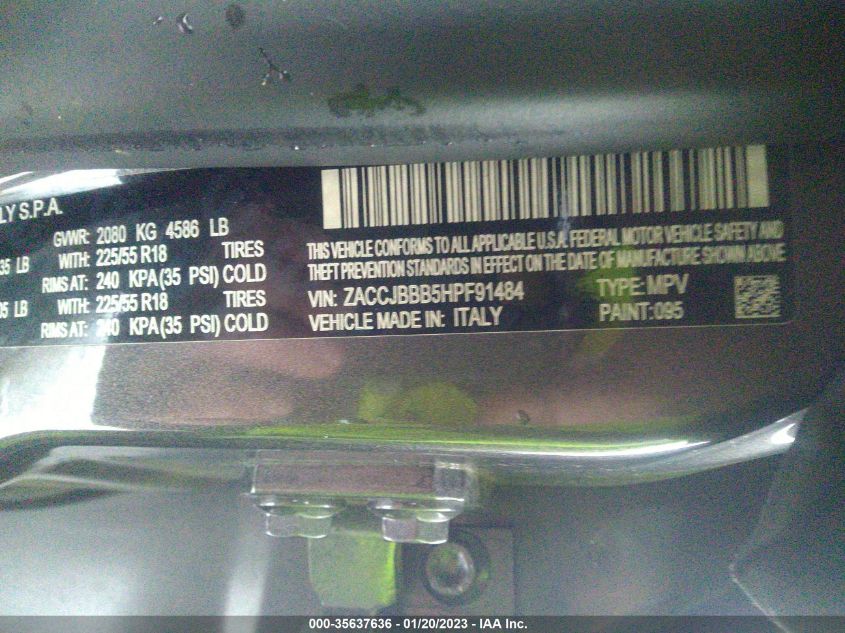 LY S.P.A.
GVWR: 2080 KG 4586 LB
35 LB WITH: 225/55 R18 TIRES
RIMS AT: 240 KPA(35 PSI) COLD
05 LB WITH: 225/55 R18 TIRES
RIMS AT: 240 KPA(35 PSI) COLD
THIS VEHICLE CONFORMS TO ALL APPLICABLE U.S.A. FEDERAL MOTOR VEHICLE SAFETY AND
THEFT PREVENTION STANDARDS IN EFFECT ON THE DATE OF MANUFACTURE SHOWN ABOVE
VIN: ZACCJBBB5HPF91484 TYPE: MPV
VEHICLE MADE IN: ITALY PAINT:095
000-35637636 - 01/20/2023 - IAA Inc.